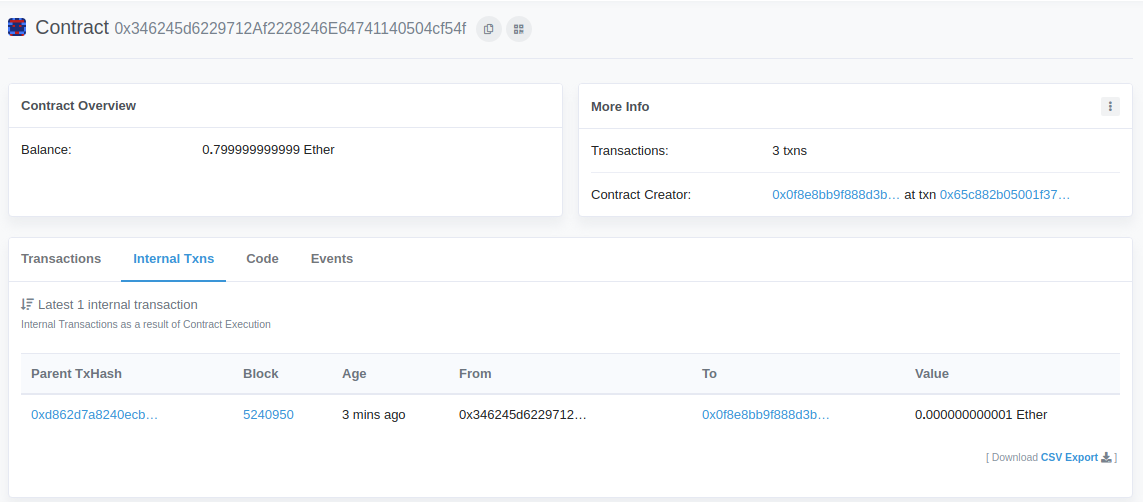 Contract 0x346245d6229712Af2228246E64741140504cf54f
Contract Overview
Balance: 0.799999999999 Ether
More Info
Transactions: 3 txns
Contract Creator: 0x0f8e8bb9f888d3b... at txn 0x65c882b05001f37...
Transactions Internal Txns Code Events
Latest 1 internal transaction
Internal Transactions as a result of Contract Execution
Parent TxHash Block Age From To Value
0xd862d7a8240ecb... 5240950 3 mins ago 0x346245d6229712... 0x0f8e8bb9f888d3b... 0.000000000001 Ether
[ Download CSV Export ]